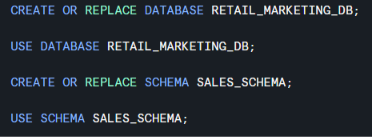 CREATE OR REPLACE DATABASE RETAIL_MARKETING_DB;
USE DATABASE RETAIL_MARKETING_DB;
CREATE OR REPLACE SCHEMA SALES_SCHEMA;
USE SCHEMA SALES_SCHEMA;